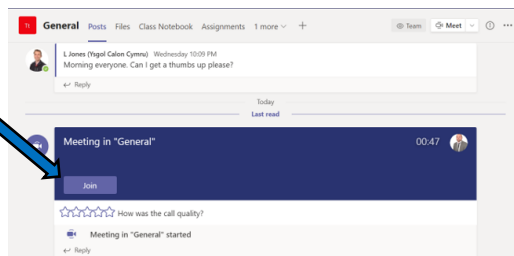 TI General Posts Files Class Notebook Assignments 1 more + Team Meet
L Jones (Ysgol Calon Cymru) Wednesday 10:09 PM
Morning everyone. Can I get a thumbs up please?
Reply
Today
Last read
Meeting in "General" 00:47
Join
How was the call quality?
Meeting in "General" started
Reply